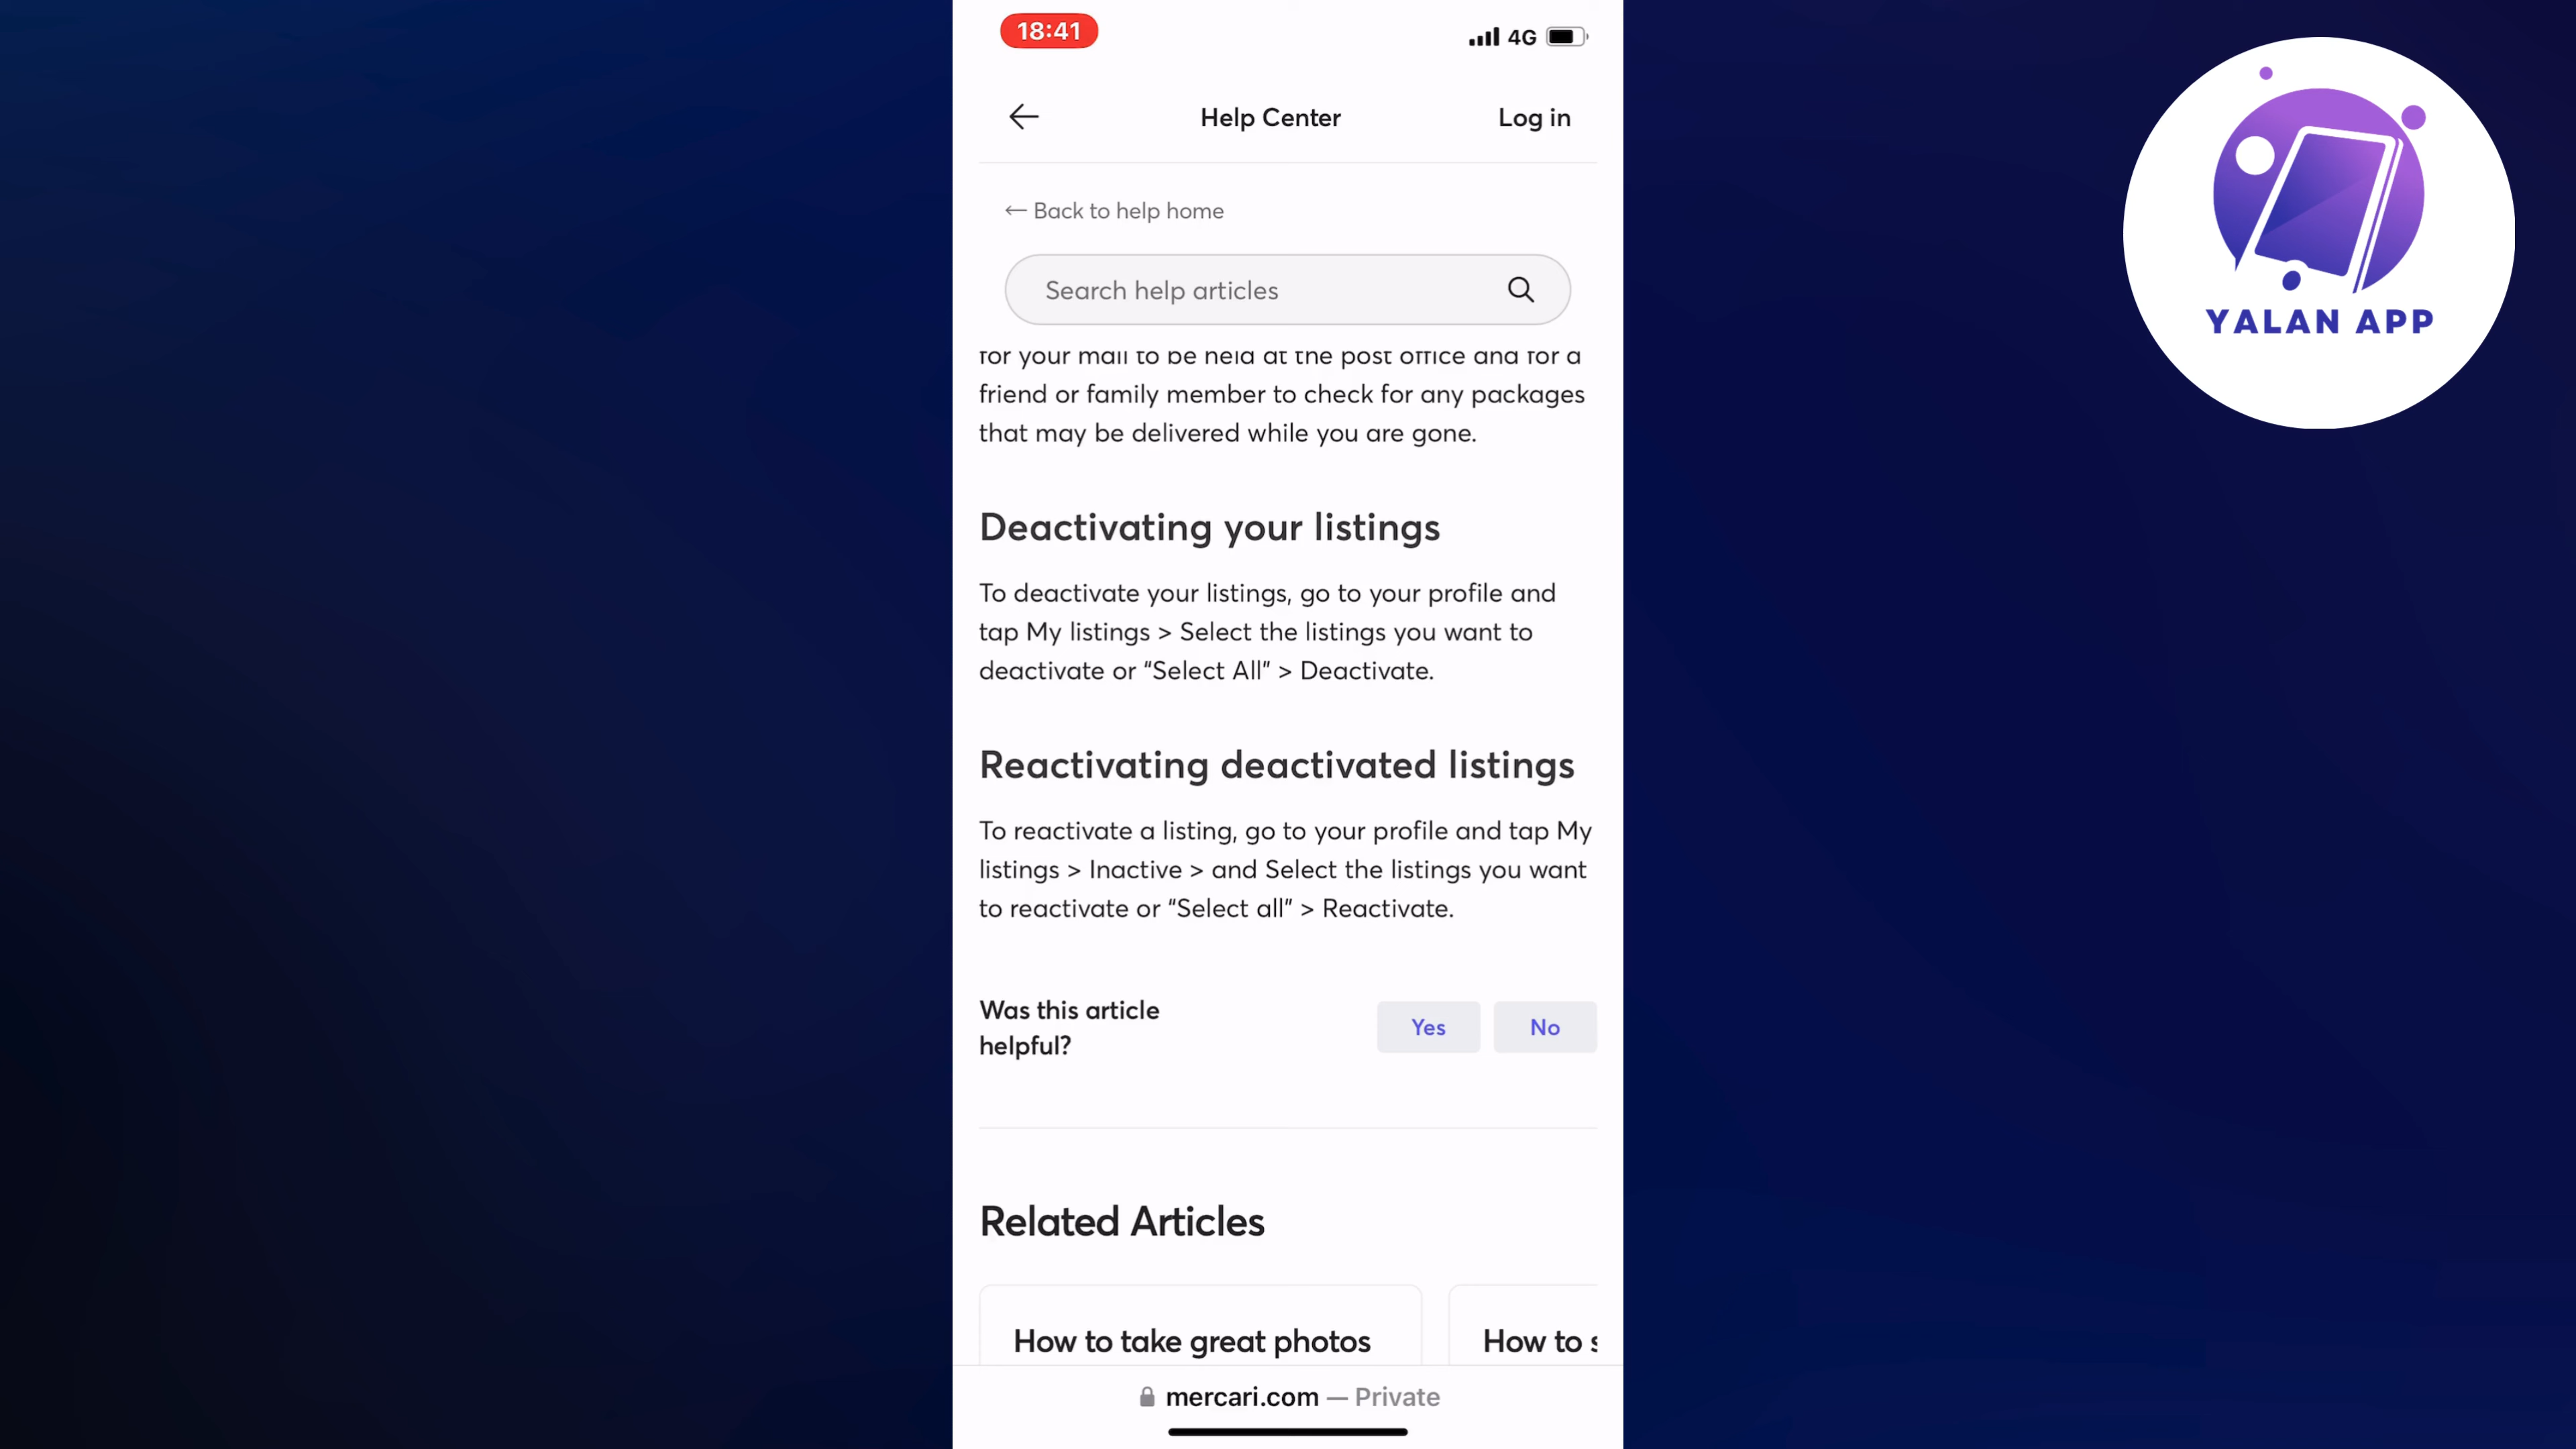 18:41
4G
Help Center
Log in
← Back to help home
Search help articles
for your mail to be held at the post office and for a
friend or family member to check for any packages
that may be delivered while you are gone.
Deactivating your listings
To deactivate your listings, go to your profile and
tap My listings > Select the listings you want to
deactivate or “Select All” > Deactivate.
Reactivating deactivated listings
To reactivate a listing, go to your profile and tap My
listings > Inactive > and Select the listings you want
to reactivate or “Select all” > Reactivate.
Was this article
helpful?
Yes
No
Related Articles
How to take great photos
How to s
mercari.com — Private
YALAN APP